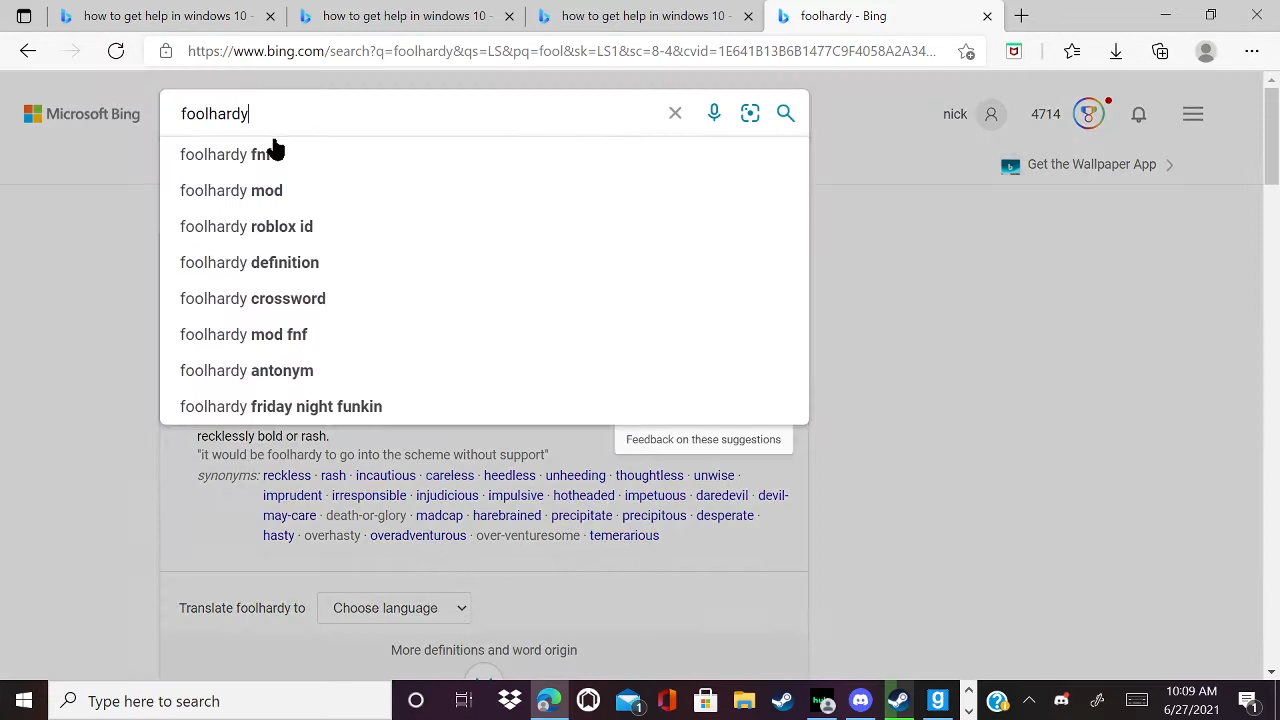 how to get help in windows 10 -
how to get help in windows 10 -
how to get help in windows 10 -
foolhardy - Bing
https://www.bing.com/search?q=foolhardy&qs=LS&pq=fool&sk=LS1&sc=8-4&cvid=1E641B13B6B1477C9F4058A2A34...
Microsoft Bing
foolhardy
nick
4714
Get the Wallpaper App
foolhardy fnf
foolhardy mod
foolhardy roblox id
foolhardy definition
foolhardy crossword
foolhardy mod fnf
foolhardy antonym
foolhardy friday night funkin
Feedback on these suggestions
recklessly bold or rash.
"it would be foolhardy to go into the scheme without support"
synonyms: reckless · rash · incautious · careless · heedless · unheeding · thoughtless · unwise ·
imprudent · irresponsible · injudicious · impulsive · hotheaded · impetuous · daredevil · devil-
may-care · death-or-glory · madcap · harebrained · precipitate · precipitous · desperate ·
hasty · overhasty · overadventurous · over-venturesome · temerarious
Translate foolhardy to
Choose language
More definitions and word origin
Type here to search
1
hub
10:09 AM
6/27/2021
1